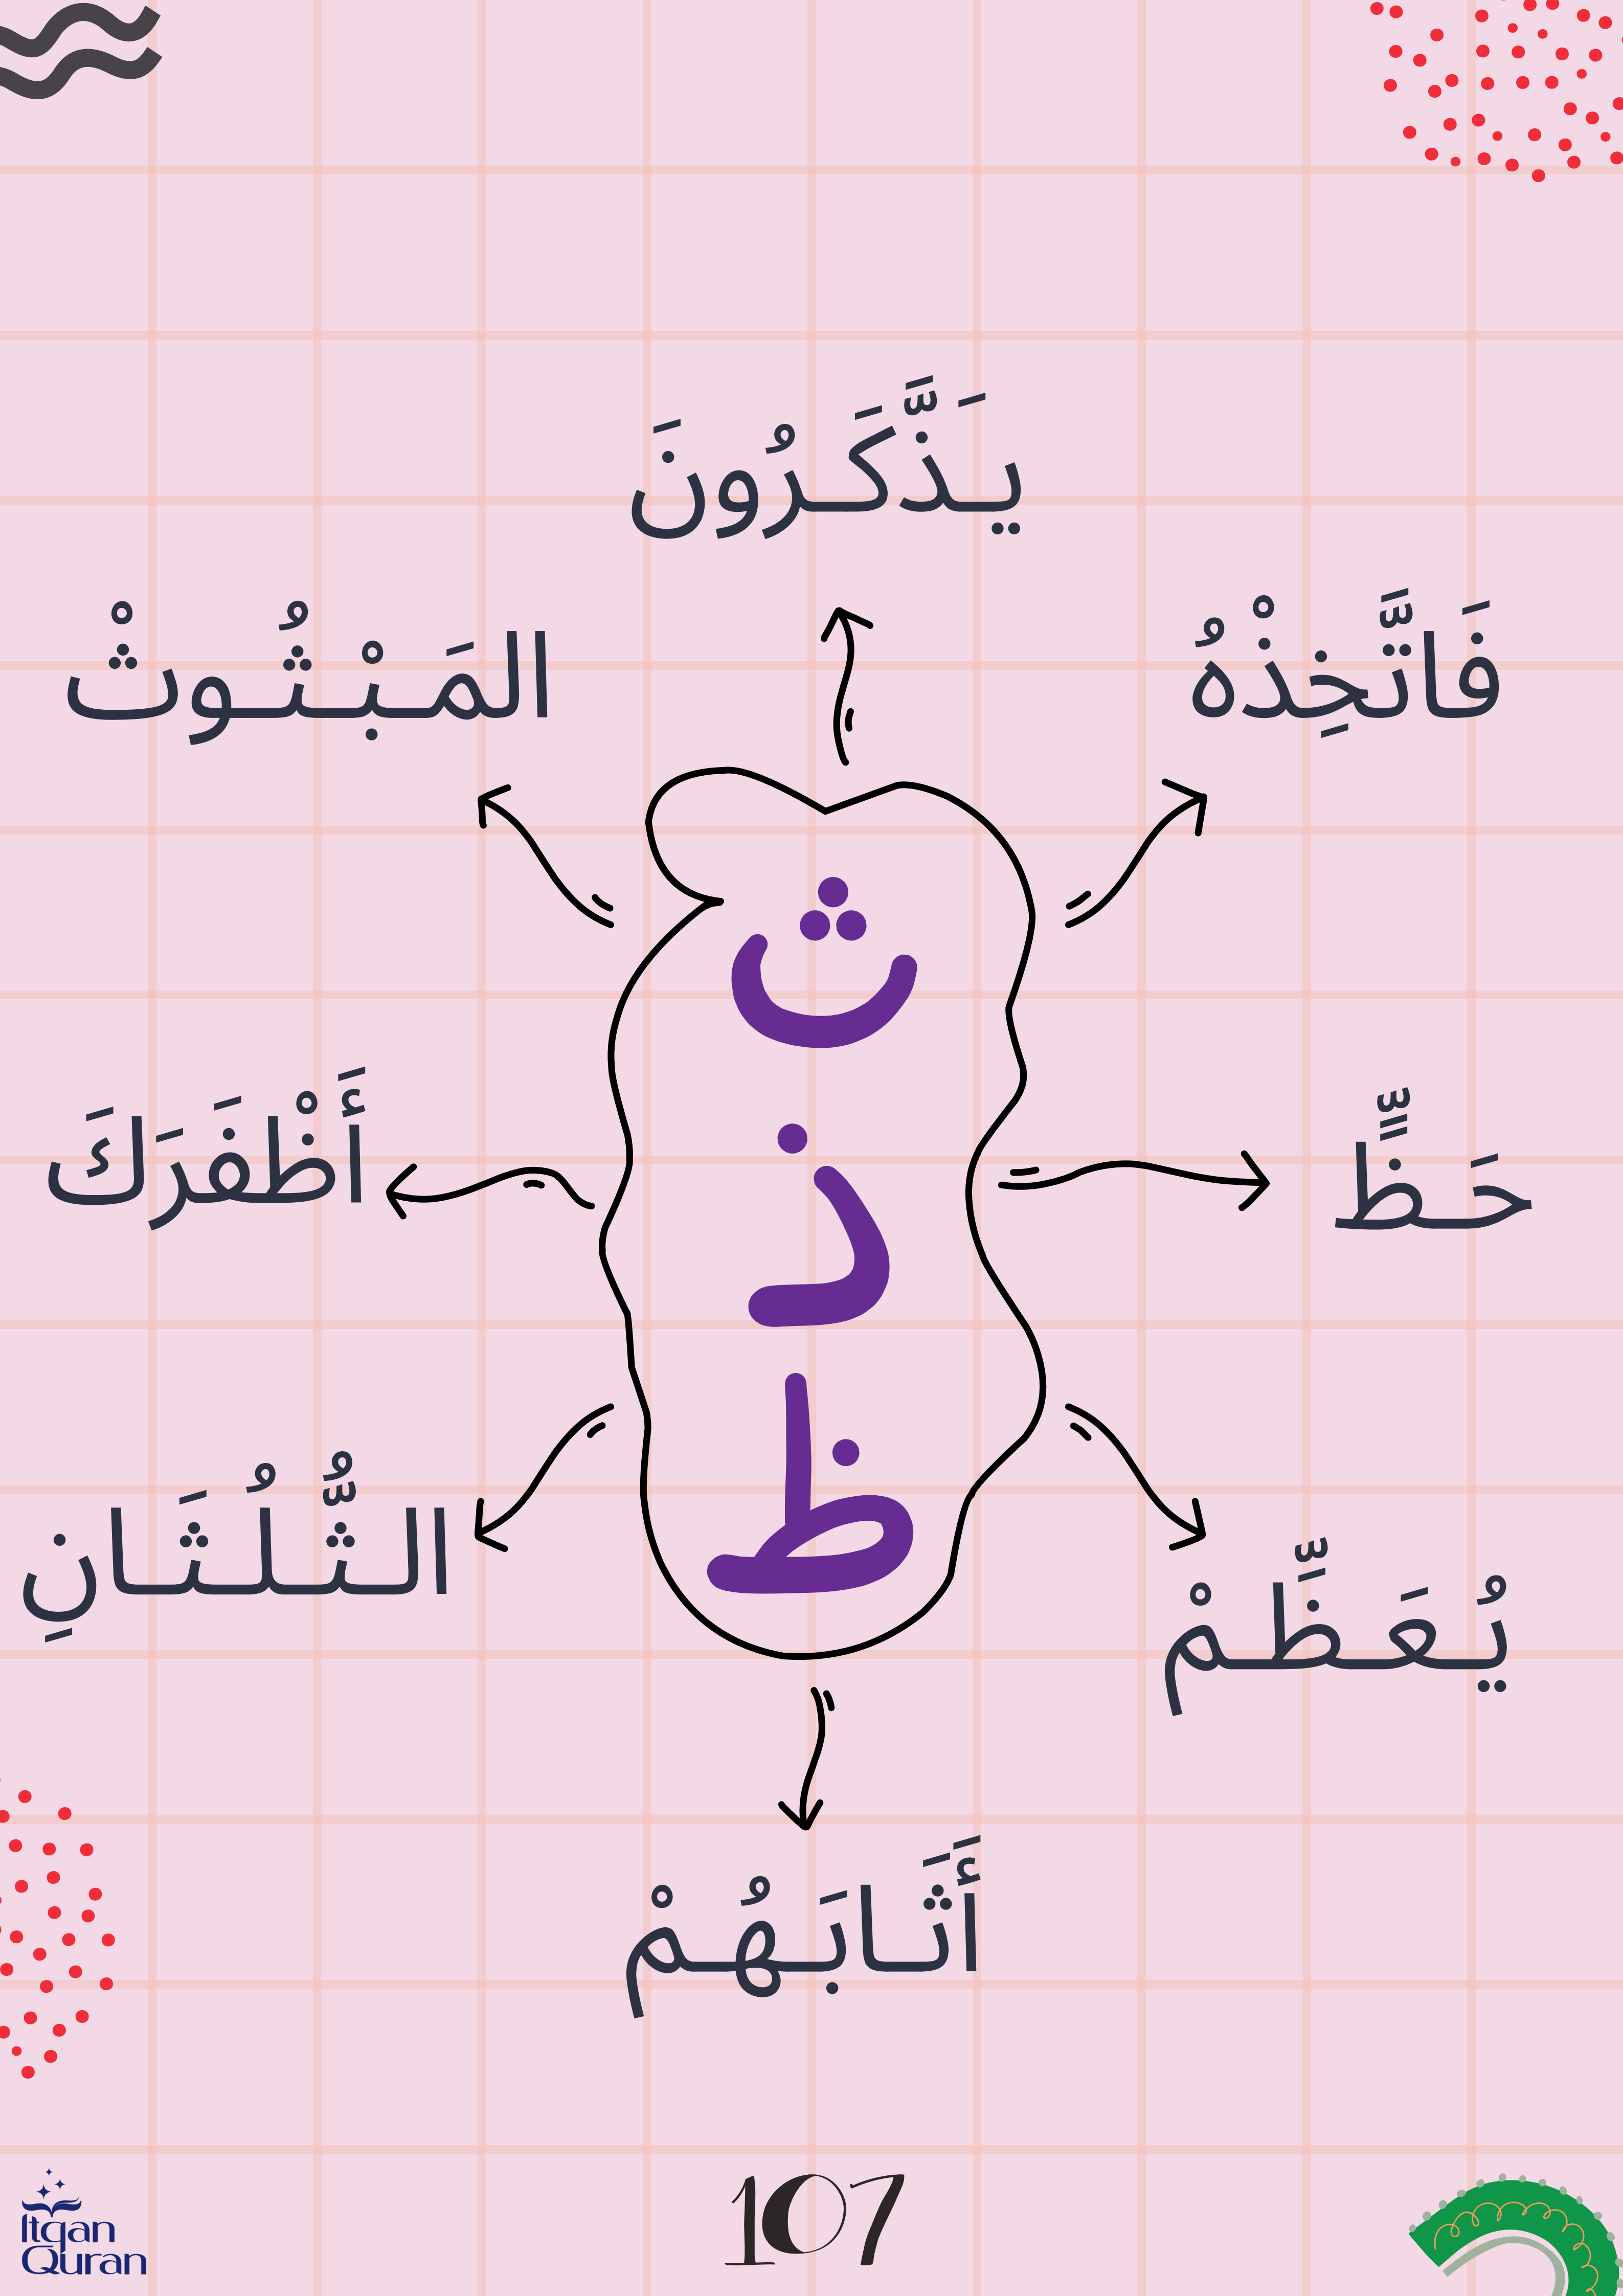 يَذَّكَّرُونَ
فَاتَّخِذْهُ
المَبْثُوثْ
ث
ذ
ظ
حَظٍّ
أَظْفَرَكَ
يُعَظِّمْ
الثُّلُثَانِ
أَثَابَهُمْ
107
Itqan
Quran